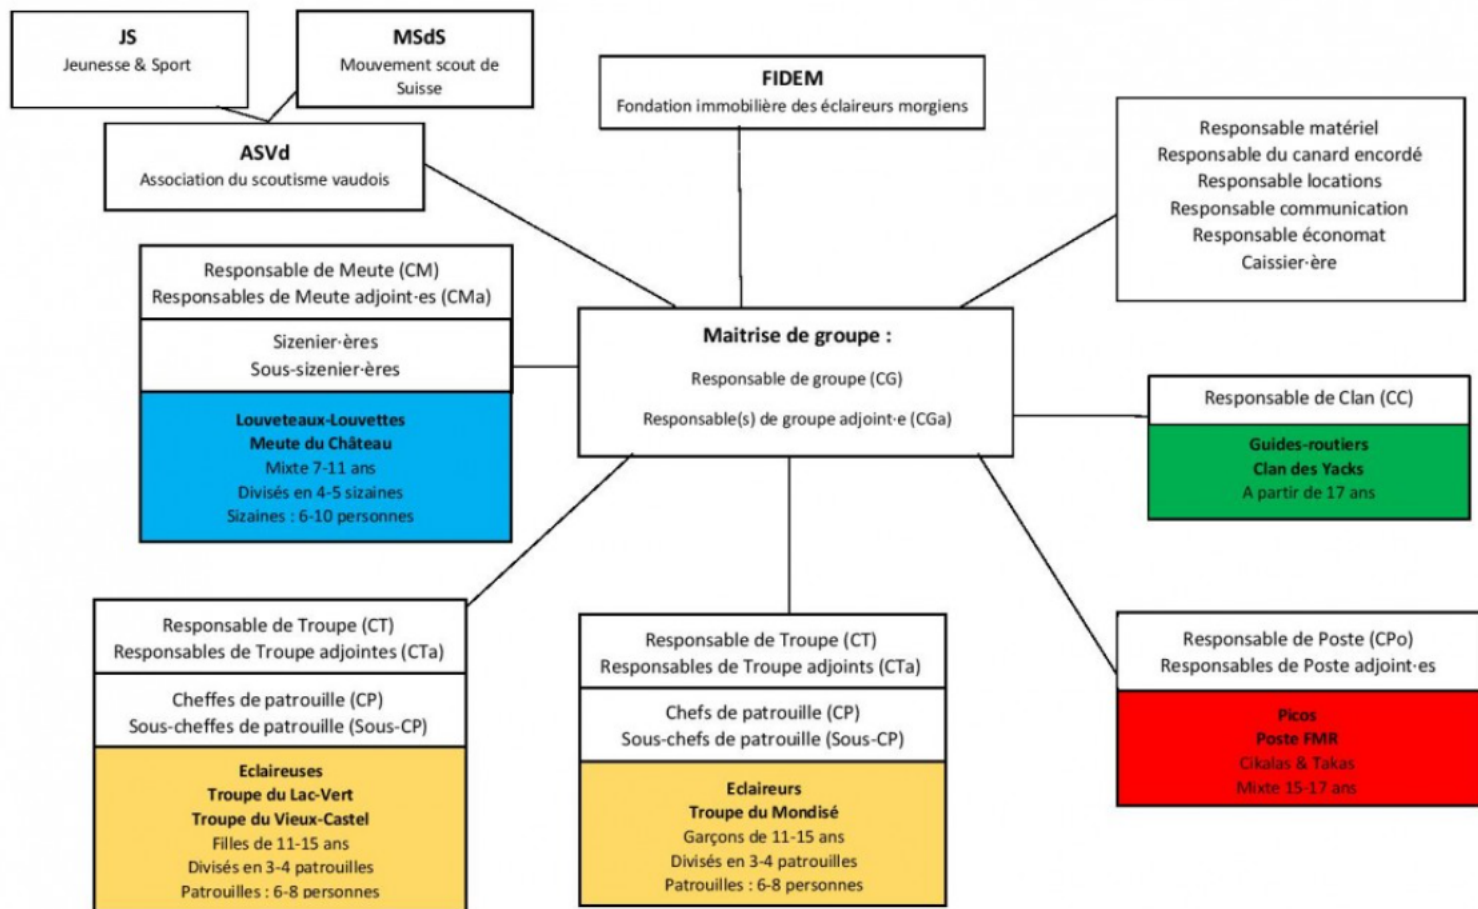 JS
Jeunesse & Sport
MSdS
Mouvement scout de
Suisse
FIDEM
Fondation immobilière des éclaireurs morgiens
ASVd
Association du scoutisme vaudois
Responsable matériel
Responsable du canard encordé
Responsable locations
Responsable communication
Responsable économat
Caissier·ère
Responsable de Meute (CM)
Responsables de Meute adjoint·es (CMa)
Sizenier·ères
Sous-sizenier·ères
Louveteaux-Louvettes
Meute du Château
Mixte 7-11 ans
Divisés en 4-5 sizaines
Sizaines : 6-10 personnes
Maitrise de groupe :
Responsable de groupe (CG)
Responsable(s) de groupe adjoint·e (CGa)
Responsable de Clan (CC)
Guides-routiers
Clan des Yacks
A partir de 17 ans
Responsable de Troupe (CT)
Responsables de Troupe adjointes (CTa)
Cheffes de patrouille (CP)
Sous-cheffes de patrouille (Sous-CP)
Eclaireuses
Troupe du Lac-Vert
Troupe du Vieux-Castel
Filles de 11-15 ans
Divisés en 3-4 patrouilles
Patrouilles : 6-8 personnes
Responsable de Troupe (CT)
Responsables de Troupe adjoints (CTa)
Chefs de patrouille (CP)
Sous-chefs de patrouille (Sous-CP)
Eclaireurs
Troupe du Mondisé
Garçons de 11-15 ans
Divisés en 3-4 patrouilles
Patrouilles : 6-8 personnes
Responsable de Poste (CPo)
Responsables de Poste adjoint·es
Picos
Poste FMR
Cikalas & Takas
Mixte 15-17 ans